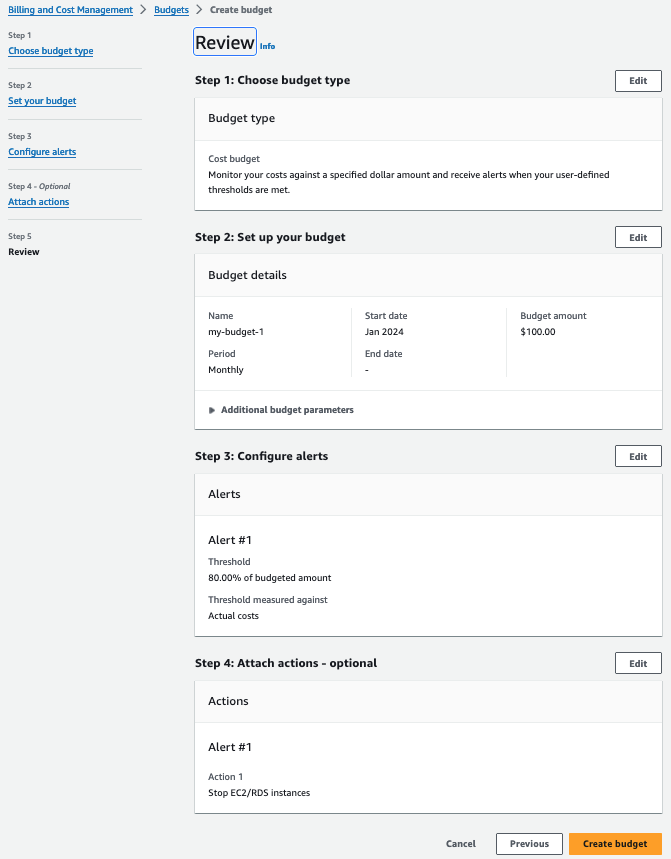 Billing and Cost Management > Budgets > Create budget
Step 1
Choose budget type
Step 2
Set your budget
Step 3
Configure alerts
Step 4 - Optional
Attach actions
Step 5
Review
Review Info
Step 1: Choose budget type Edit
Budget type
Cost budget
Monitor your costs against a specified dollar amount and receive alerts when your user-defined
thresholds are met.
Step 2: Set up your budget Edit
Budget details
Name Start date Budget amount
my-budget-1 Jan 2024 $100.00
Period End date
Monthly -
Additional budget parameters
Step 3: Configure alerts Edit
Alerts
Alert #1
Threshold
80.00% of budgeted amount
Threshold measured against
Actual costs
Step 4: Attach actions - optional Edit
Actions
Alert #1
Action 1
Stop EC2/RDS instances
Cancel Previous Create budget